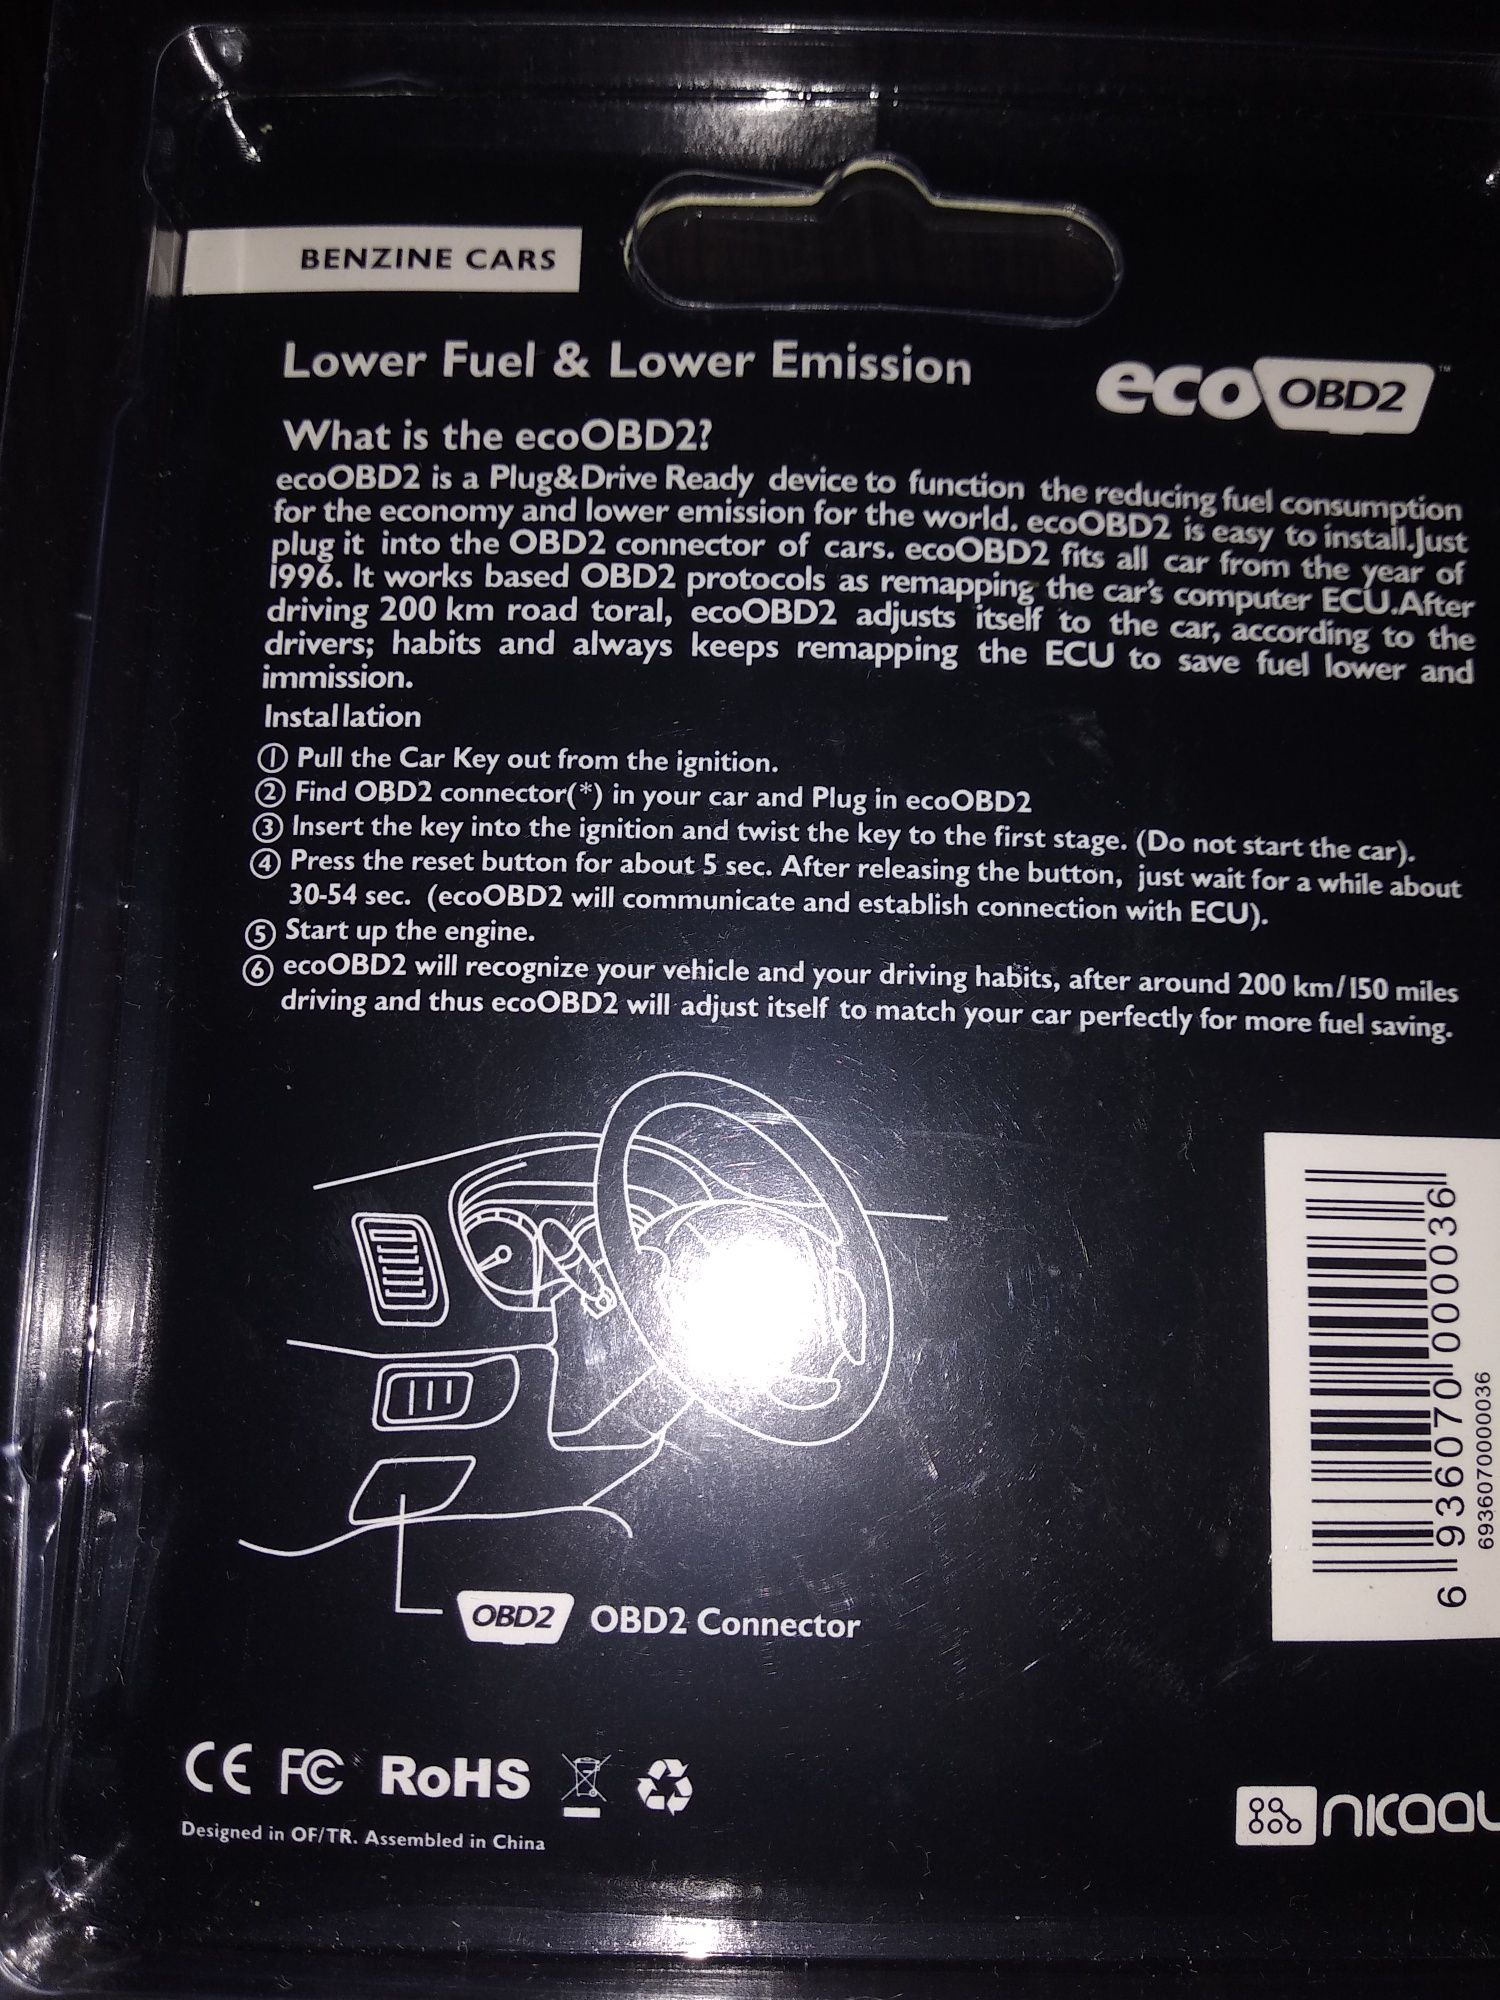 BENZINE CARS
Lower Fuel & Lower Emission
eco OBD2 ™
What is the ecoOBD2?
ecoOBD2 is a Plug&Drive Ready device to function the reducing fuel consumption
for the economy and lower emission for the world. ecoOBD2 is easy to install.Just
plug it into the OBD2 connector of cars. ecoOBD2 fits all car from the year of
1996. It works based OBD2 protocols as remapping the car's computer ECU.After
driving 200 km road toral, ecoOBD2 adjusts itself to the car, according to the
drivers; habits and always keeps remapping the ECU to save fuel lower and
immission.
Installation
① Pull the Car Key out from the ignition.
② Find OBD2 connector(*) in your car and Plug in ecoOBD2
③ Insert the key into the ignition and twist the key to the first stage. (Do not start the car).
④ Press the reset button for about 5 sec. After releasing the button, just wait for a while about
30-54 sec. (ecoOBD2 will communicate and establish connection with ECU).
⑤ Start up the engine.
⑥ ecoOBD2 will recognize your vehicle and your driving habits, after around 200 km/150 miles
driving and thus ecoOBD2 will adjust itself to match your car perfectly for more fuel saving.
6 936070 000036
6936070000036
OBD2 OBD2 Connector
CE FC RoHS
Designed in OF/TR. Assembled in China